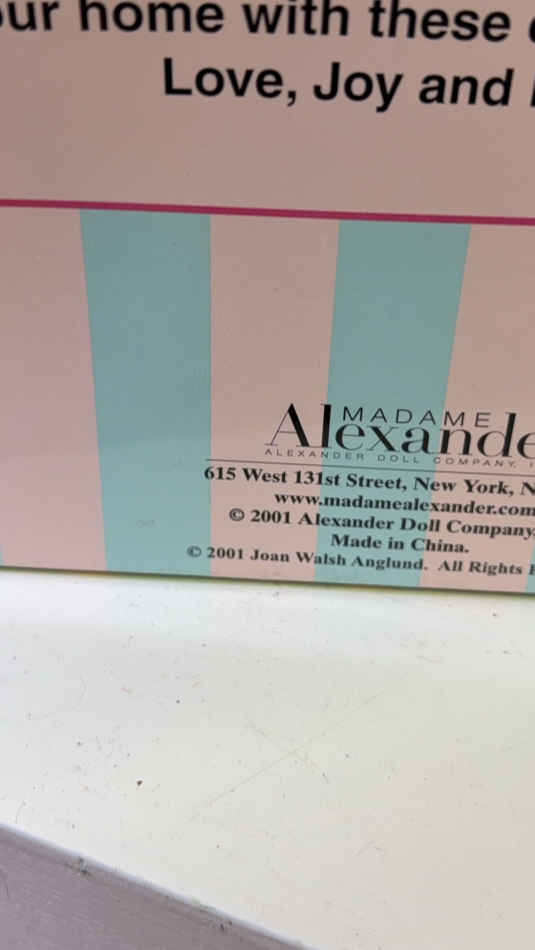 our home with these
Love, Joy and
MADAME
Alexande
ALEXANDER DOLL COMPANY,
615 West 131st Street, New York, N
www.madamealexander.com
© 2001 Alexander Doll Company,
Made in China.
© 2001 Joan Walsh Anglund. All Rights